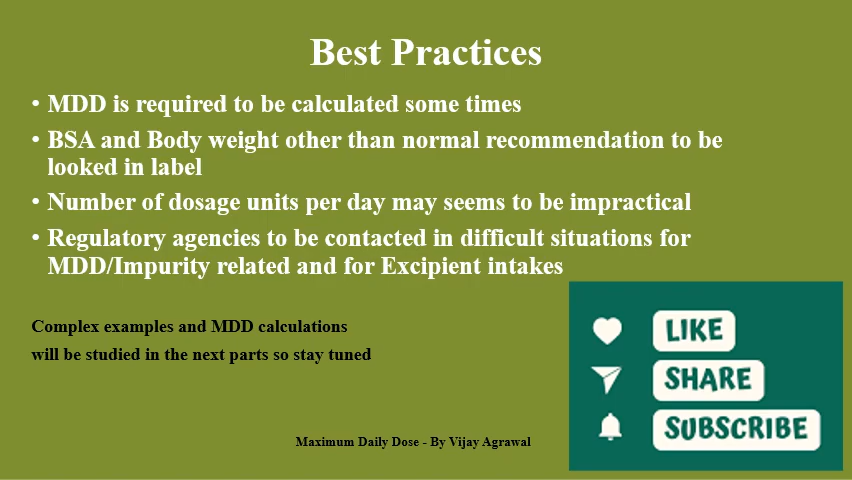 Best Practices
• MDD is required to be calculated some times
• BSA and Body weight other than normal recommendation to be
looked in label
• Number of dosage units per day may seems to be impractical
• Regulatory agencies to be contacted in difficult situations for
MDD/Impurity related and for Excipient intakes
Complex examples and MDD calculations
will be studied in the next parts so stay tuned
LIKE
SHARE
SUBSCRIBE
Maximum Daily Dose - By Vijay Agrawal